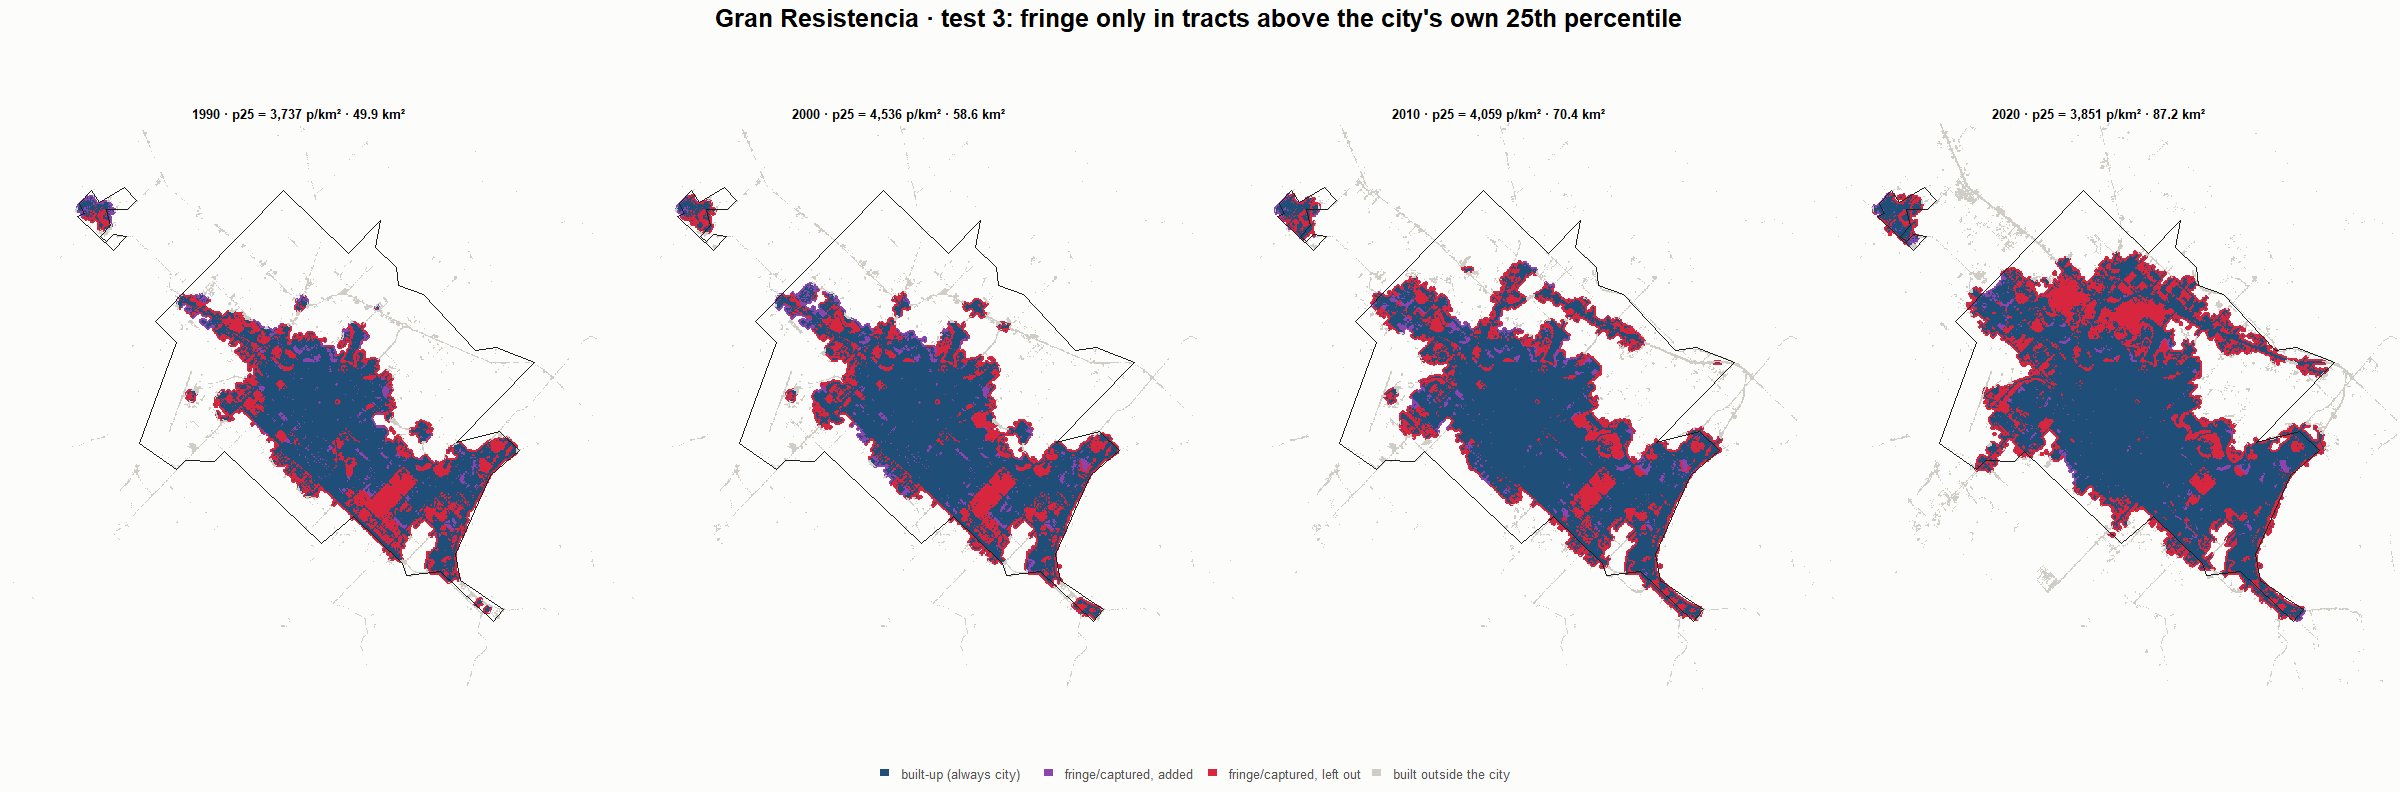 Gran Resistencia · test 3: fringe only in tracts above the city's own 25th percentile
1990 · p25 = 3,737 p/km² · 49.9 km²
2000 · p25 = 4,536 p/km² · 58.6 km²
2010 · p25 = 4,059 p/km² · 70.4 km²
2020 · p25 = 3,851 p/km² · 87.2 km²
built-up (always city)
fringe/captured, added
fringe/captured, left out
built outside the city